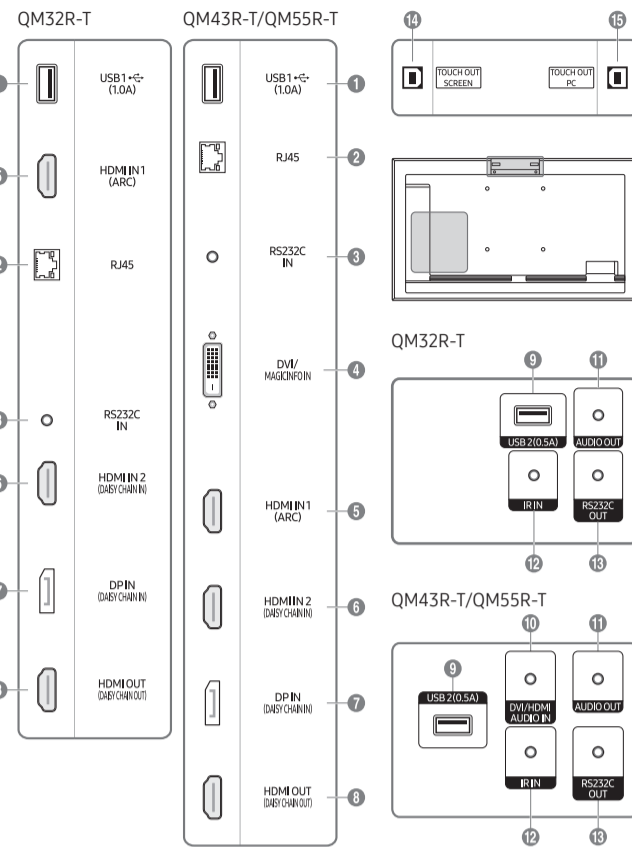 QM32R-T
USB1
(1.0A)
HDMI IN 1
(ARC)
RJ45
RS232C
IN
HDMI IN 2
(DAISY CHAIN IN)
DP IN
(DAISY CHAIN IN)
HDMI OUT
(DAISY CHAIN OUT)
QM43R-T/QM55R-T
USB1
(1.0A)
1
RJ45
2
RS232C
IN
3
DVI/
MAGICINFO IN
4
HDMI IN 1
(ARC)
5
HDMI IN 2
(DAISY CHAIN IN)
6
DP IN
(DAISY CHAIN IN)
7
HDMI OUT
(DAISY CHAIN OUT)
8
14
15
TOUCH OUT
SCREEN
TOUCH OUT
PC
QM32R-T
9
11
USB 2(0.5A)
AUDIO OUT
IR IN
RS232C
OUT
12
13
QM43R-T/QM55R-T
10
11
9
USB 2(0.5A)
DVI/HDMI
AUDIO IN
AUDIO OUT
IR IN
RS232C
OUT
12
13